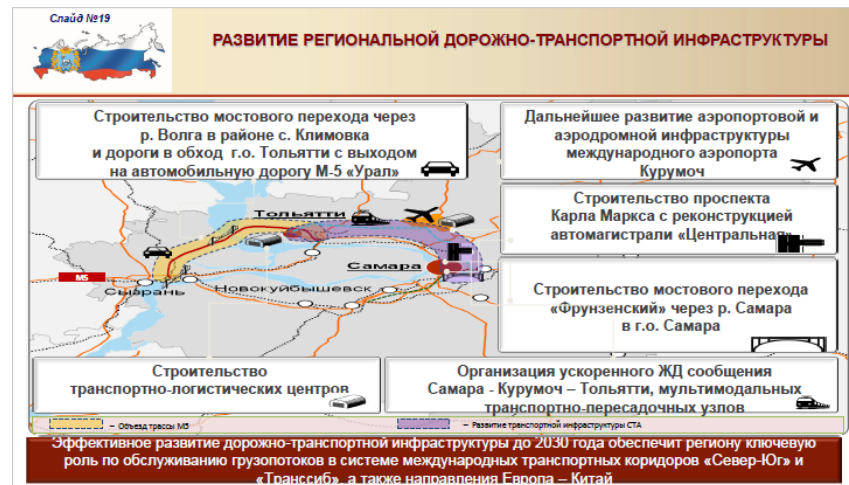 Слайд №19
РАЗВИТИЕ РЕГИОНАЛЬНОЙ ДОРОЖНО-ТРАНСПОРТНОЙ ИНФРАСТРУКТУРЫ
Строительство мостового перехода через
р. Волга в районе с. Климовка
и дороги в обход г.о. Тольятти с выходом
на автомобильную дорогу М-5 «Урал»
Дальнейшее развитие аэропортовой и
аэродромной инфраструктуры
международного аэропорта
Курумоч
Строительство проспекта
Карла Маркса с реконструкцией
автомагистрали «Центральная»
Строительство мостового перехода
«Фрунзенский» через р. Самара
в г.о. Самара
Тольятти
Самара
М5
Сызрань
Новокуйбышевск
Строительство
транспортно-логистических центров
Организация ускоренного ЖД сообщения
Самара - Курумоч – Тольятти, мультимодальных
транспортно-пересадочных узлов
– Объезд трассы М5
– Развитие транспортной инфраструктуры СТА
Эффективное развитие дорожно-транспортной инфраструктуры до 2030 года обеспечит региону ключевую
роль по обслуживанию грузопотоков в системе международных транспортных коридоров «Север-Юг» и
«Транссиб», а также направления Европа – Китай